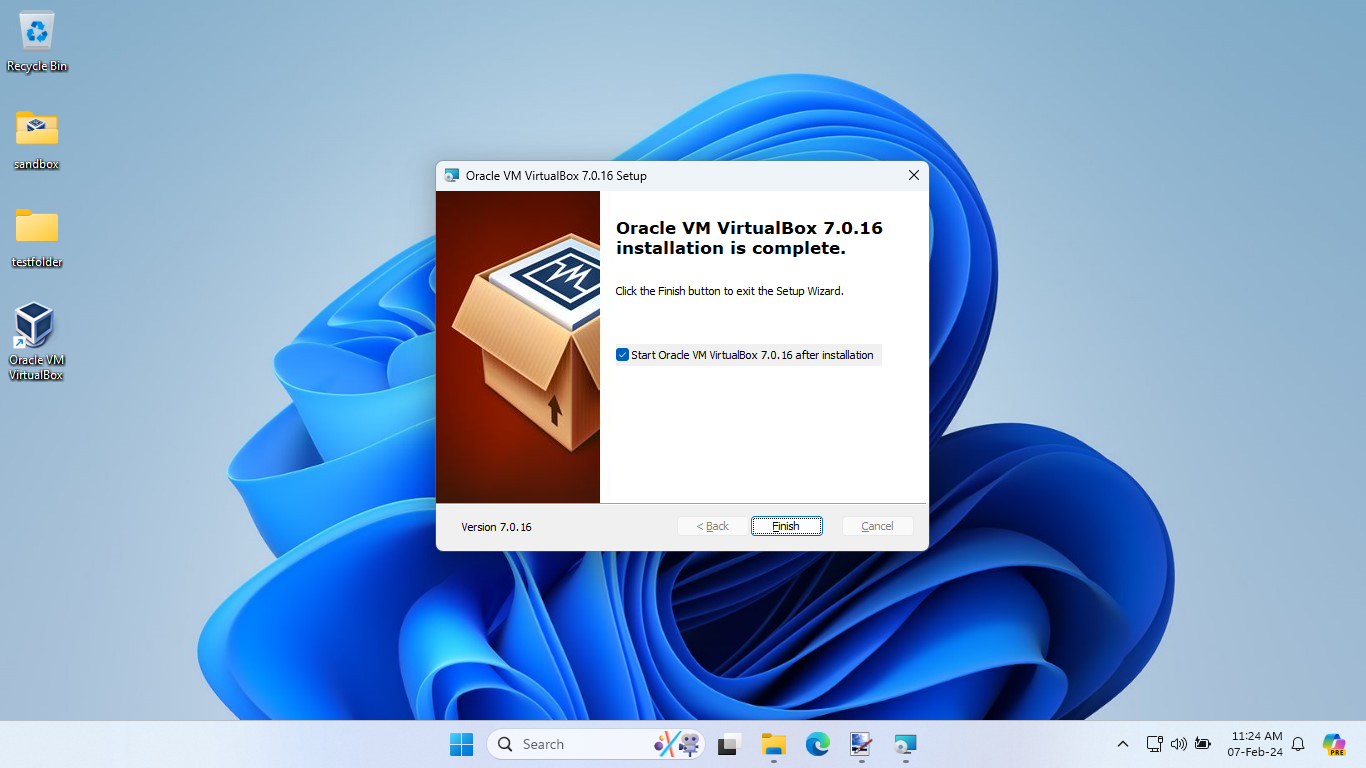 Recycle Bin
sandbox
testfolder
Oracle VM
VirtualBox
Oracle VM VirtualBox 7.0.16 Setup
Oracle VM VirtualBox 7.0.16
installation is complete.
Click the Finish button to exit the Setup Wizard.
Start Oracle VM VirtualBox 7.0.16 after installation
Version 7.0.16
< Back
Finish
Cancel
Search
11:24 AM
07-Feb-24
PRE